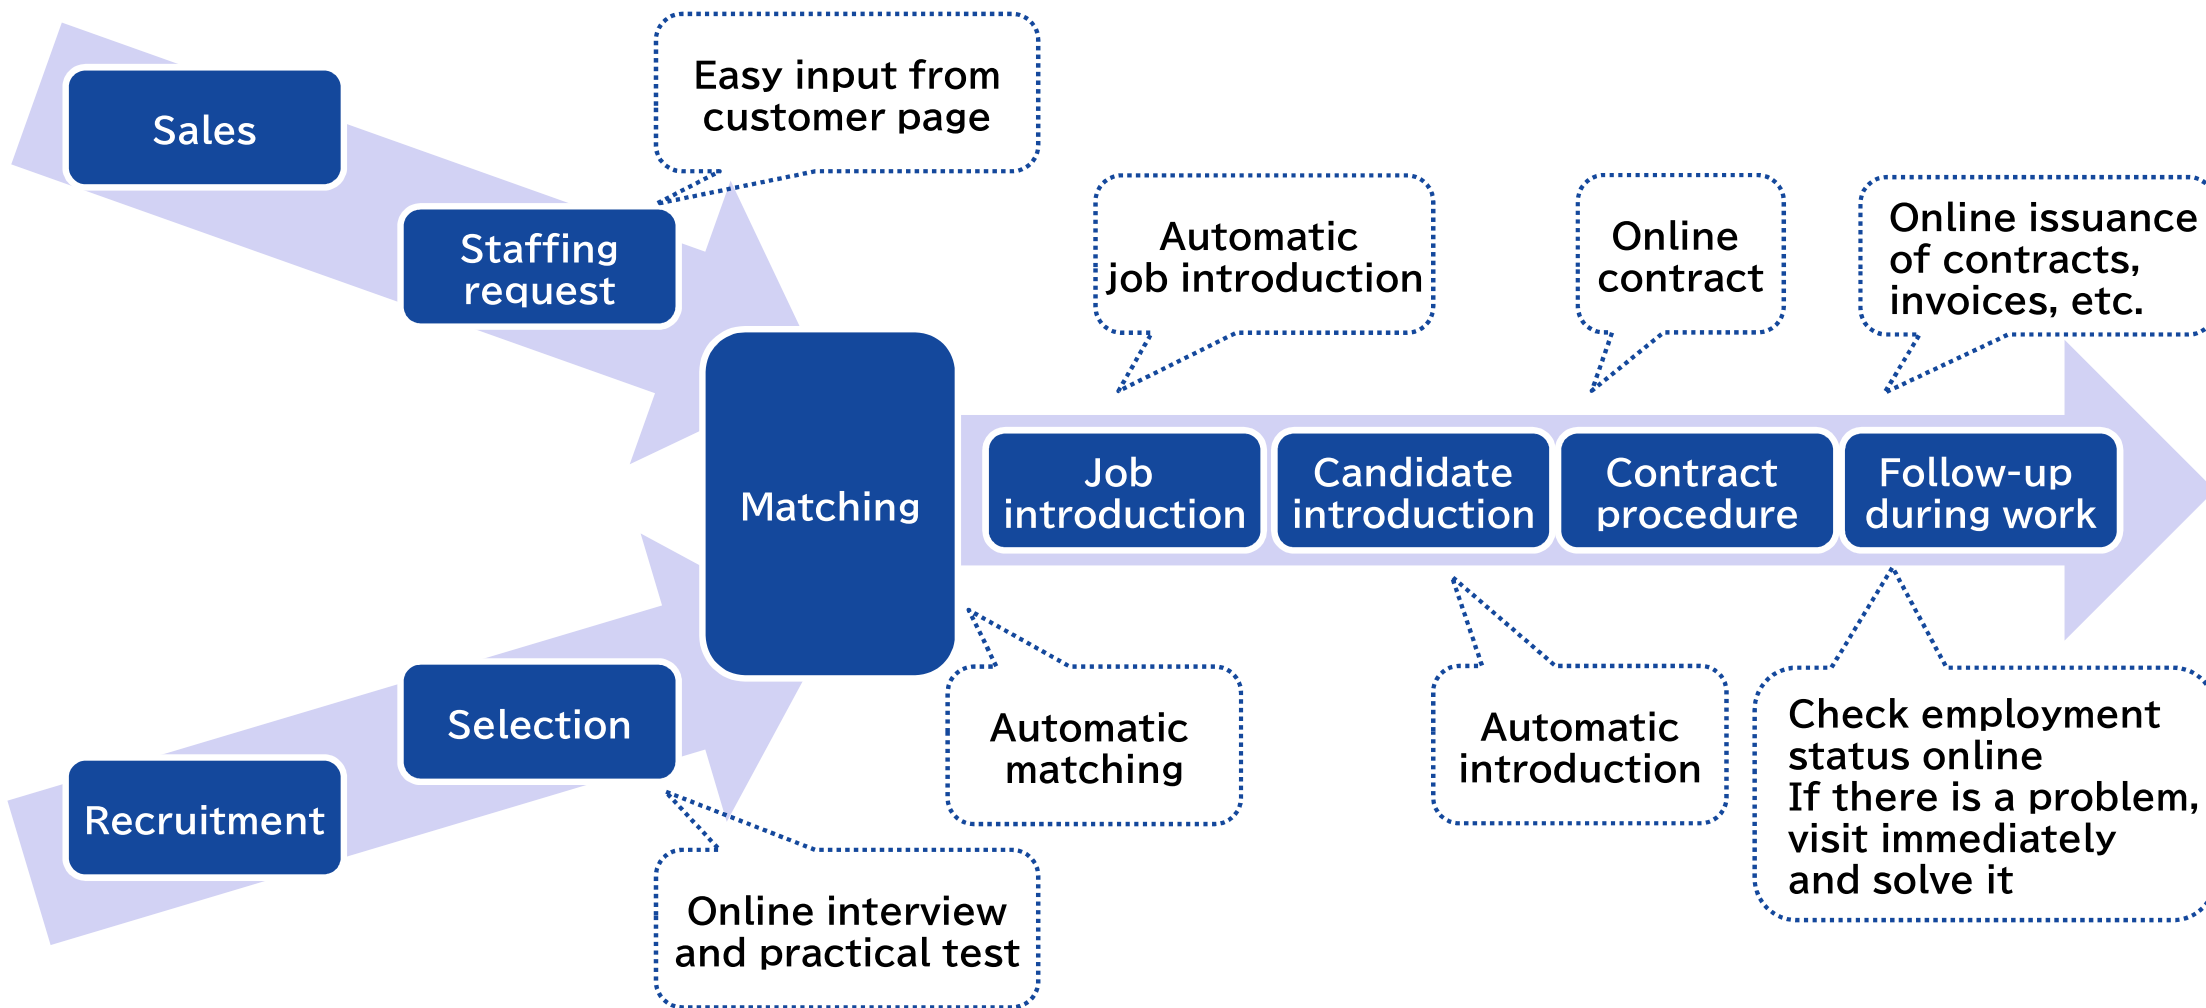 Sales
Easy input from
customer page
Staffing
request
Automatic
job introduction
Online
contract
Online issuance
of contracts,
invoices, etc.
Matching
Job
introduction
Candidate
introduction
Contract
procedure
Follow-up
during work
Recruitment
Selection
Online interview
and practical test
Automatic
matching
Automatic
introduction
Check employment
status online
If there is a problem,
visit immediately
and solve it